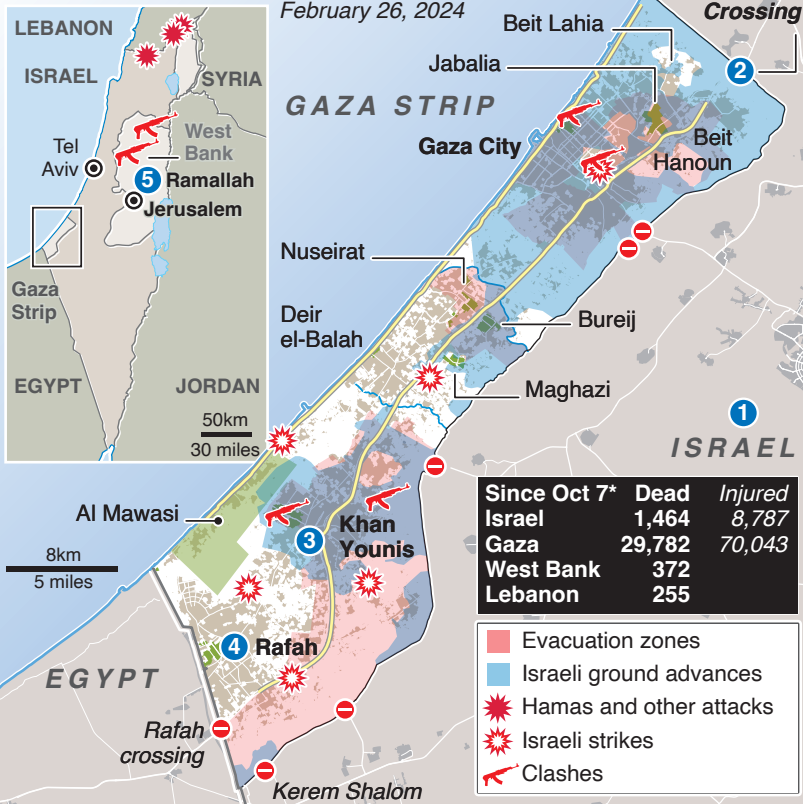 February 26, 2024
Crossing
LEBANON
ISRAEL
SYRIA
West
Bank
Tel
Aviv
5
Ramallah
Jerusalem
Gaza
Strip
EGYPT
JORDAN
50km
30 miles
GAZA STRIP
Beit Lahia
Jabalia
2
Gaza City
Beit
Hanoun
Nuseirat
Deir
el-Balah
Bureij
Maghazi
1
ISRAEL
Al Mawasi
Khan
Younis
3
8km
5 miles
4
Rafah
EGYPT
Rafah
crossing
Kerem Shalom
Since Oct 7* Dead Injured
Israel 1,464 8,787
Gaza 29,782 70,043
West Bank 372
Lebanon 255
Evacuation zones
Israeli ground advances
Hamas and other attacks
Israeli strikes
Clashes